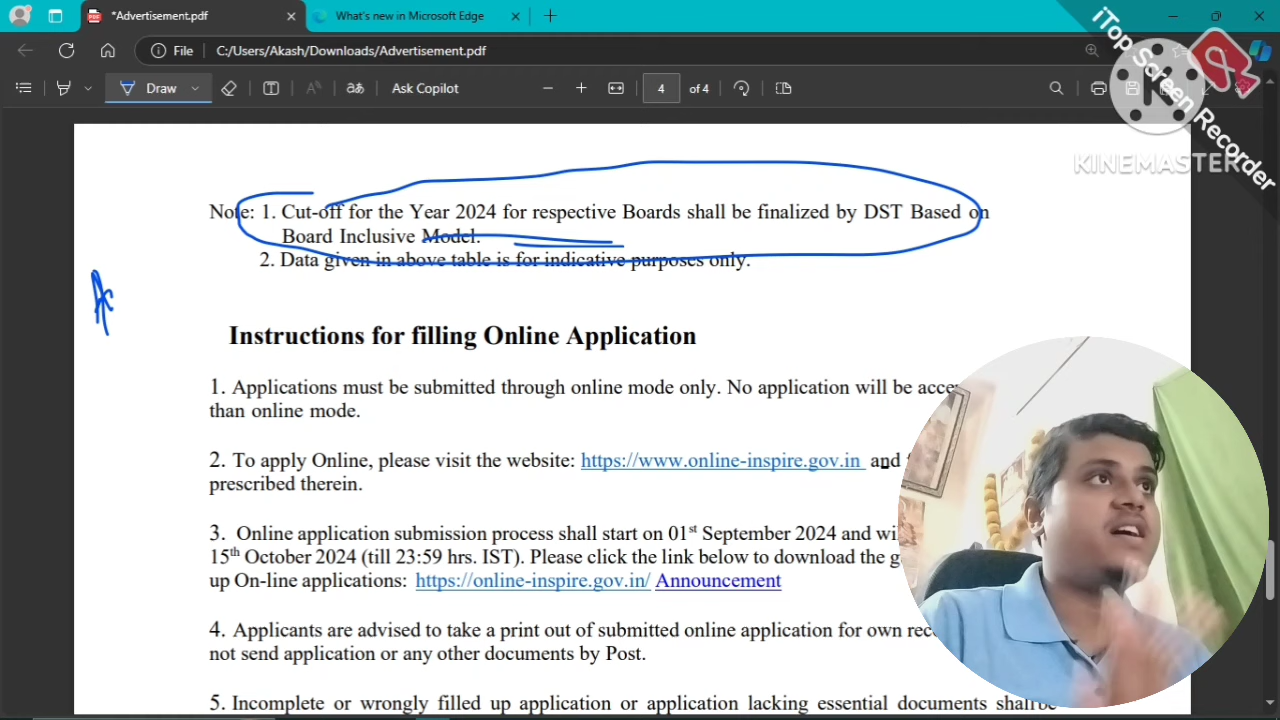 *Advertisement.pdf
What's new in Microsoft Edge
File
C:/Users/Akash/Downloads/Advertisement.pdf
Draw
Ask Copilot
4
of 4
iTop Screen Recorder
KINEMASTER
Note: 1. Cut-off for the Year 2024 for respective Boards shall be finalized by DST Based on
Board Inclusive Model.
2. Data given in above table is for indicative purposes only.
Instructions for filling Online Application
1. Applications must be submitted through online mode only. No application will be
than online mode.
2. To apply Online, please visit the website: https://www.online-inspire.gov.in and
prescribed therein.
3. Online application submission process shall start on 01st September 2024 and
15th October 2024 (till 23:59 hrs. IST). Please click the link below to download the
up On-line applications: https://online-inspire.gov.in/ Announcement
4. Applicants are advised to take a print out of submitted online application for own
not send application or any other documents by Post.
5. Incomplete or wrongly filled up application or application lacking essential documents shall be